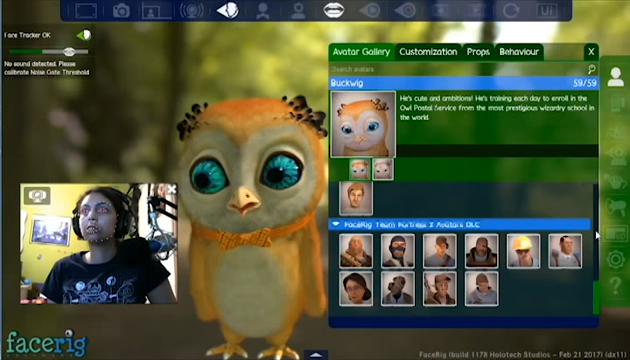 Ui
Face Tracker OK
No sound detected. Please
calibrate Noise Gate Threshold
Avatar Gallery
Customization
Props
Behaviour
X
Search avatars
Buckwig
59/59
He's cute and ambitions! He's training each day to enroll in the
Owl Postal Service from the most prestigious wizardry school in
the world.
FaceRig Team Fortress 2 Avatars DLC
?
facerig
FaceRig (build 1178 Holotech Studios - Feb 21 2017) (dx11)